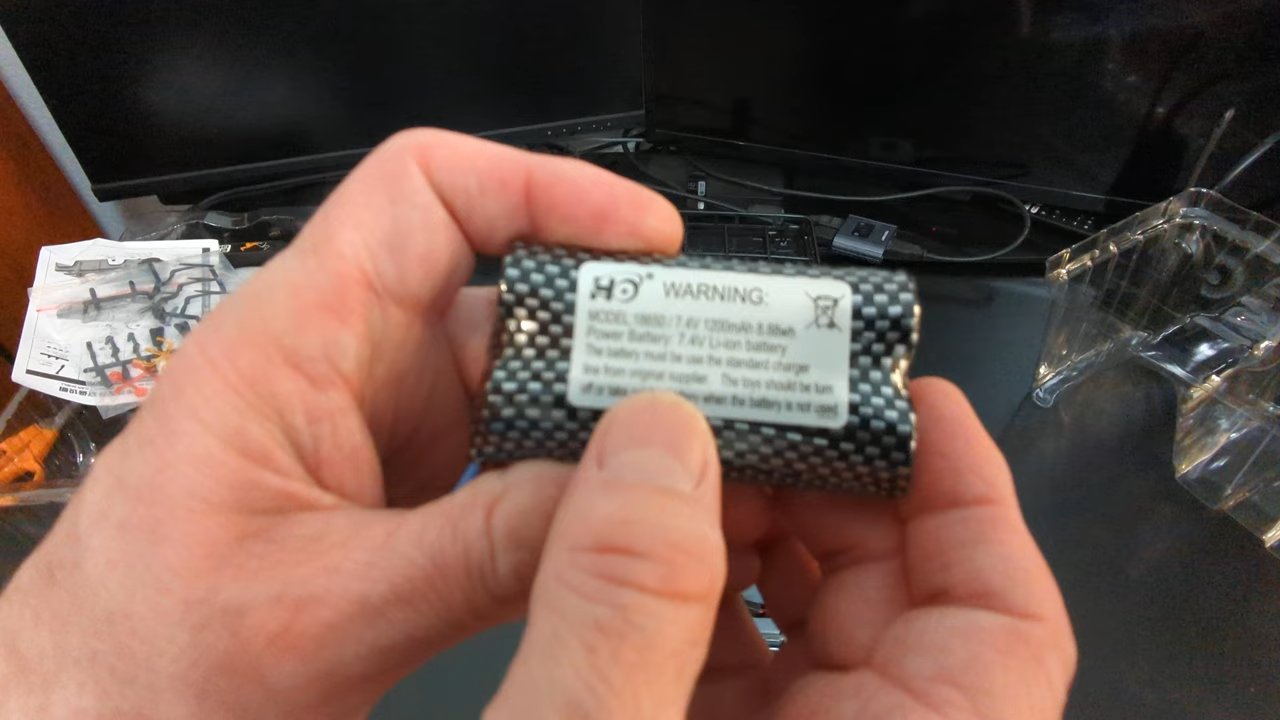 WARNING:
MODEL 18650 / 7.4V 1200mAh 8.88wh
Power Battery: 7.4V Li-ion battery
The battery must be use the standard charger
line from original supplier. The toys should be turn
off or take when the battery is not used